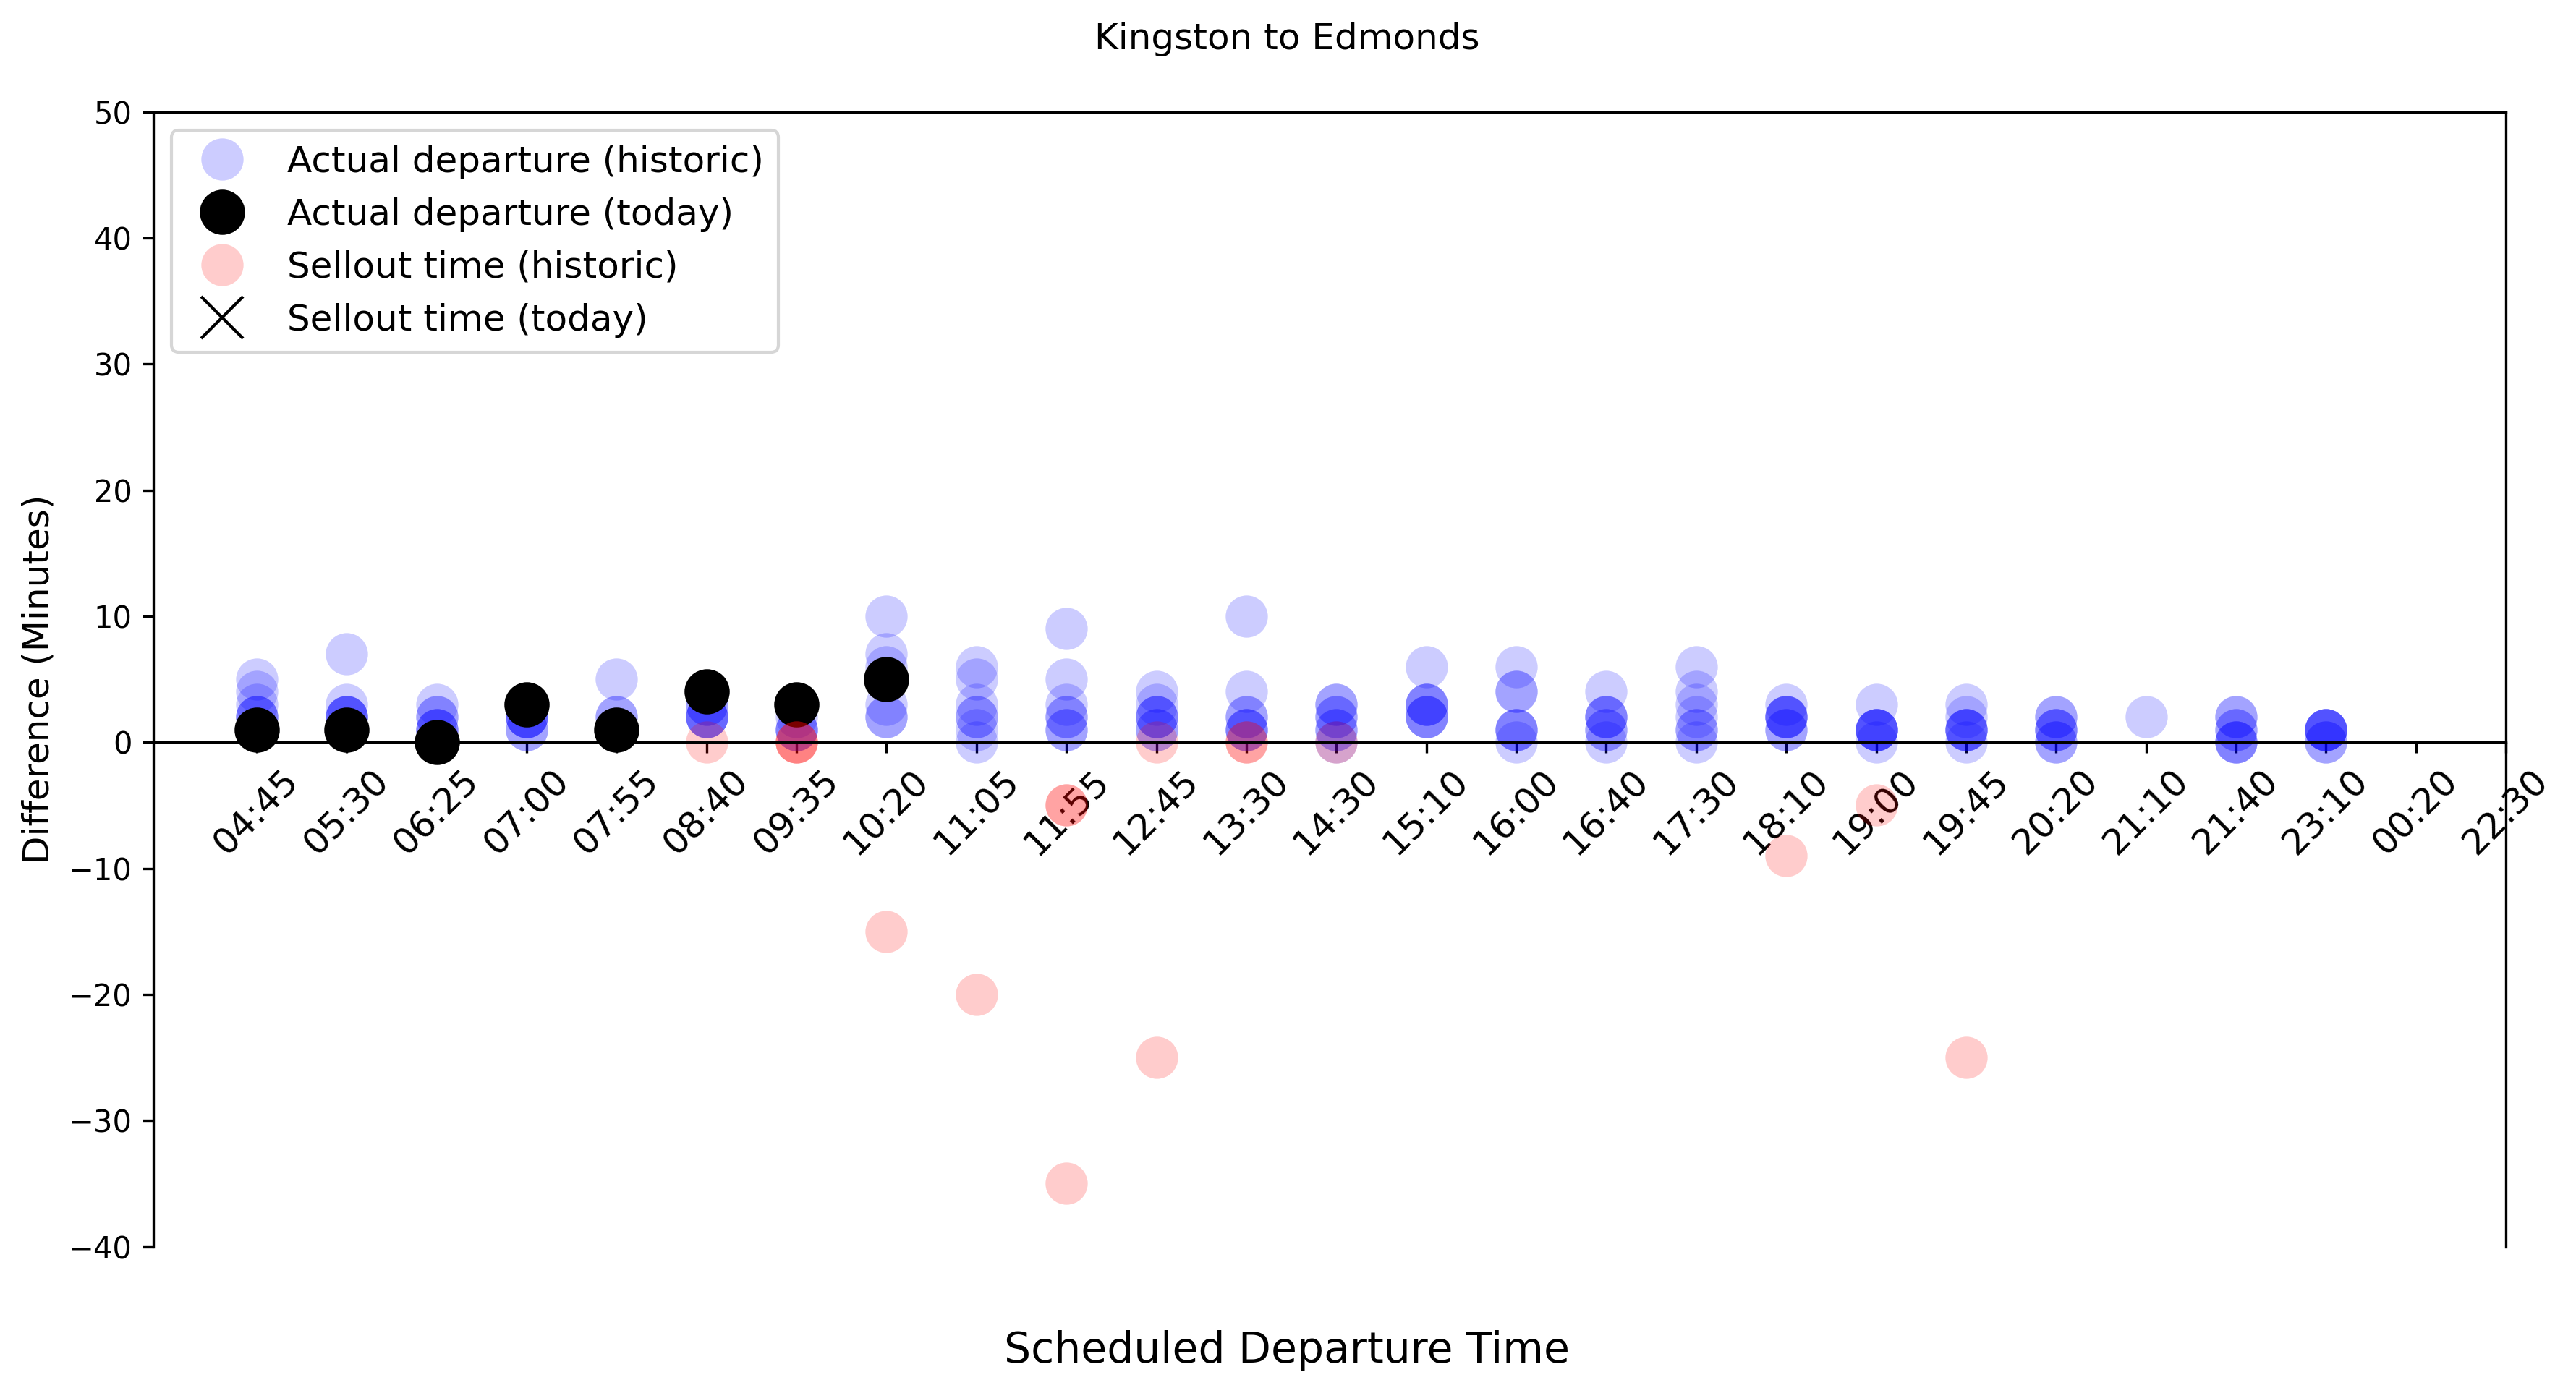 Kingston to Edmonds
50
40
30
20
10
0
−10
−20
−30
−40
Difference (Minutes)
Actual departure (historic)
Actual departure (today)
Sellout time (historic)
Sellout time (today)
04:45 05:30 06:25 07:00 07:55 08:40 09:35 10:20 11:05 11:55 12:45 13:30 14:30 15:10 16:00 16:40 17:30 18:10 19:00 19:45 20:20 21:10 21:40 23:10 00:20 22:30
Scheduled Departure Time